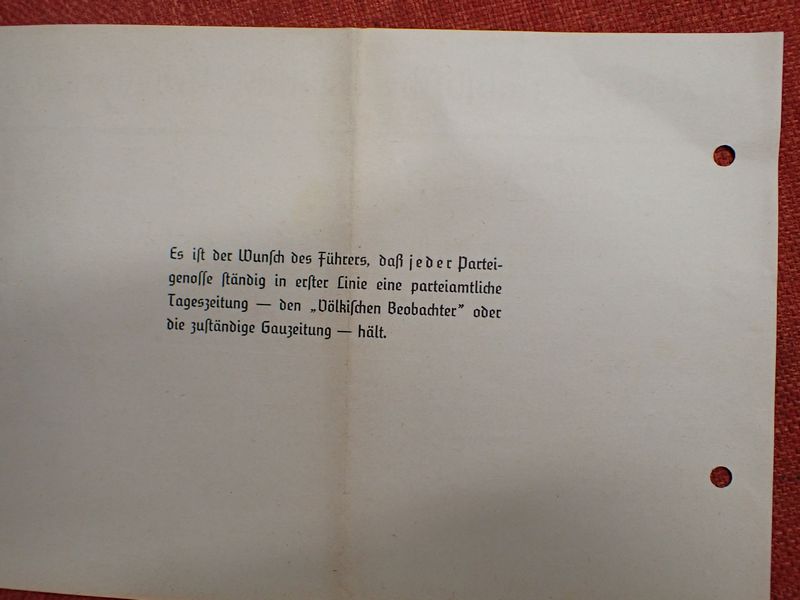 Es iſt der Wunſch des Führers, daß jeder Partei-
genoſſe ſtändig in erſter Linie eine parteiamtliche
Tageszeitung — den „Völkiſchen Beobachter” oder
die zuſtändige Gauzeitung — hält.